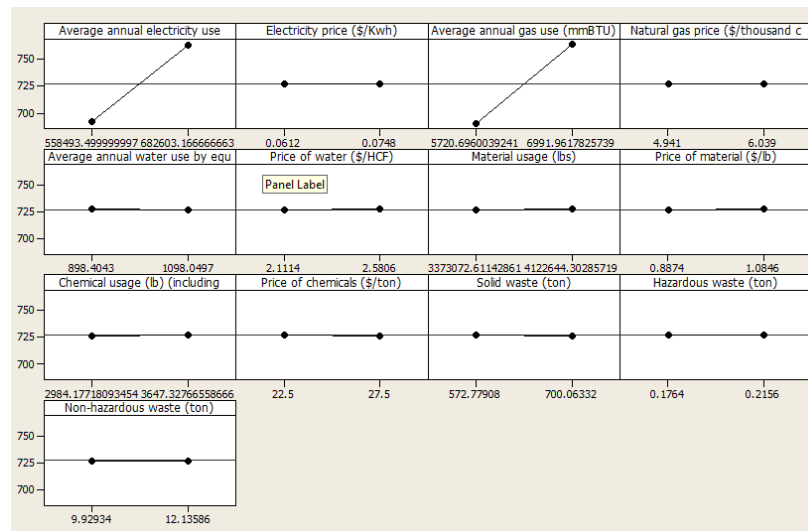 Average annual electricity use Electricity price ($/Kwh) Average annual gas use (mmBTU) Natural gas price ($/thousand c
750
725
700
558493.499999997 682603.166666663 0.0612 0.0748 5720.6960039241 6991.9617825739 4.941 6.039
Average annual water use by equ Price of water ($/HCF) Material usage (lbs) Price of material ($/lb)
750
Panel Label
725
700
898.4043 1098.0497 2.1114 2.5806 3373072.61142861 4122644.30285719 0.8874 1.0846
Chemical usage (lb) (including Price of chemicals ($/ton) Solid waste (ton) Hazardous waste (ton)
750
725
700
2984.17718093454 3647.32766558666 22.5 27.5 572.77908 700.06332 0.1764 0.2156
Non-hazardous waste (ton)
750
725
700
9.92934 12.13586